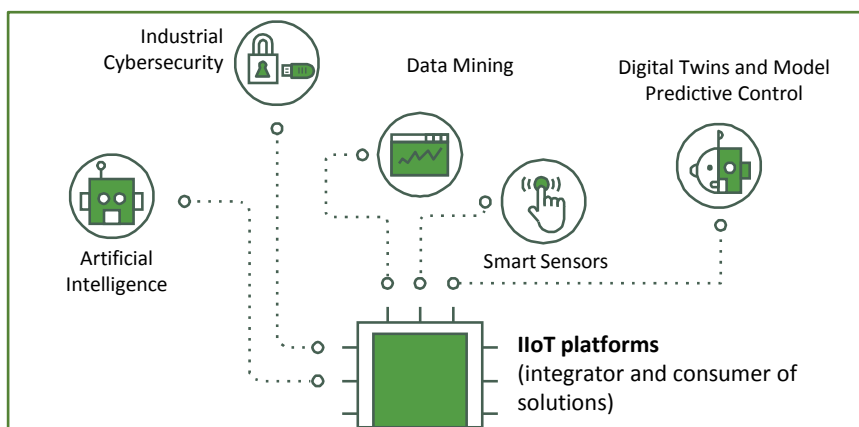 Industrial
Cybersecurity
Data Mining
Digital Twins and Model
Predictive Control
Artificial
Intelligence
Smart Sensors
IIoT platforms
(integrator and consumer of
solutions)